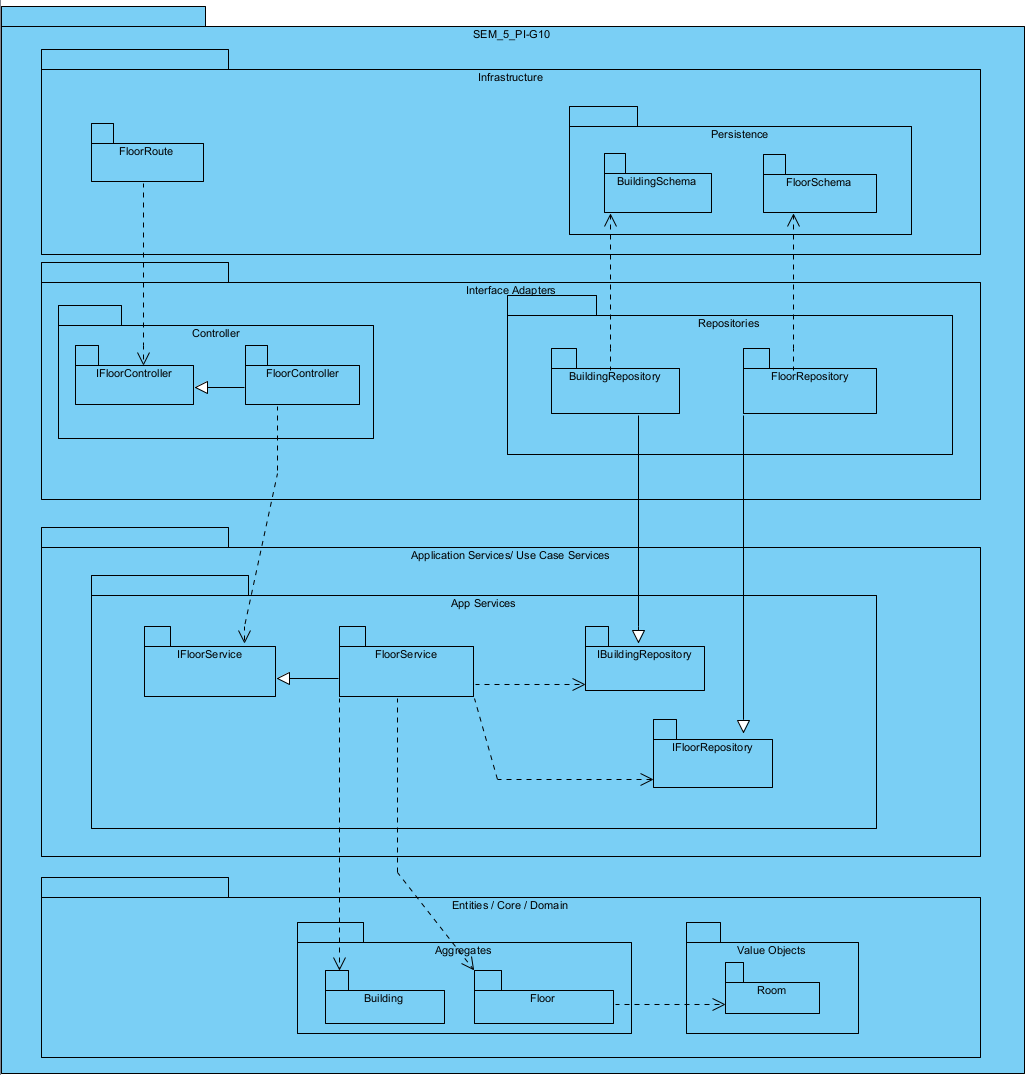 SEM_5_PI-G10
Infrastructure
FloorRoute
Persistence
BuildingSchema
FloorSchema
Interface Adapters
Controller
IFloorController
FloorController
Repositories
BuildingRepository
FloorRepository
Application Services/ Use Case Services
App Services
IFloorService
FloorService
IBuildingRepository
IFloorRepository
Entities / Core / Domain
Aggregates
Building
Floor
Value Objects
Room